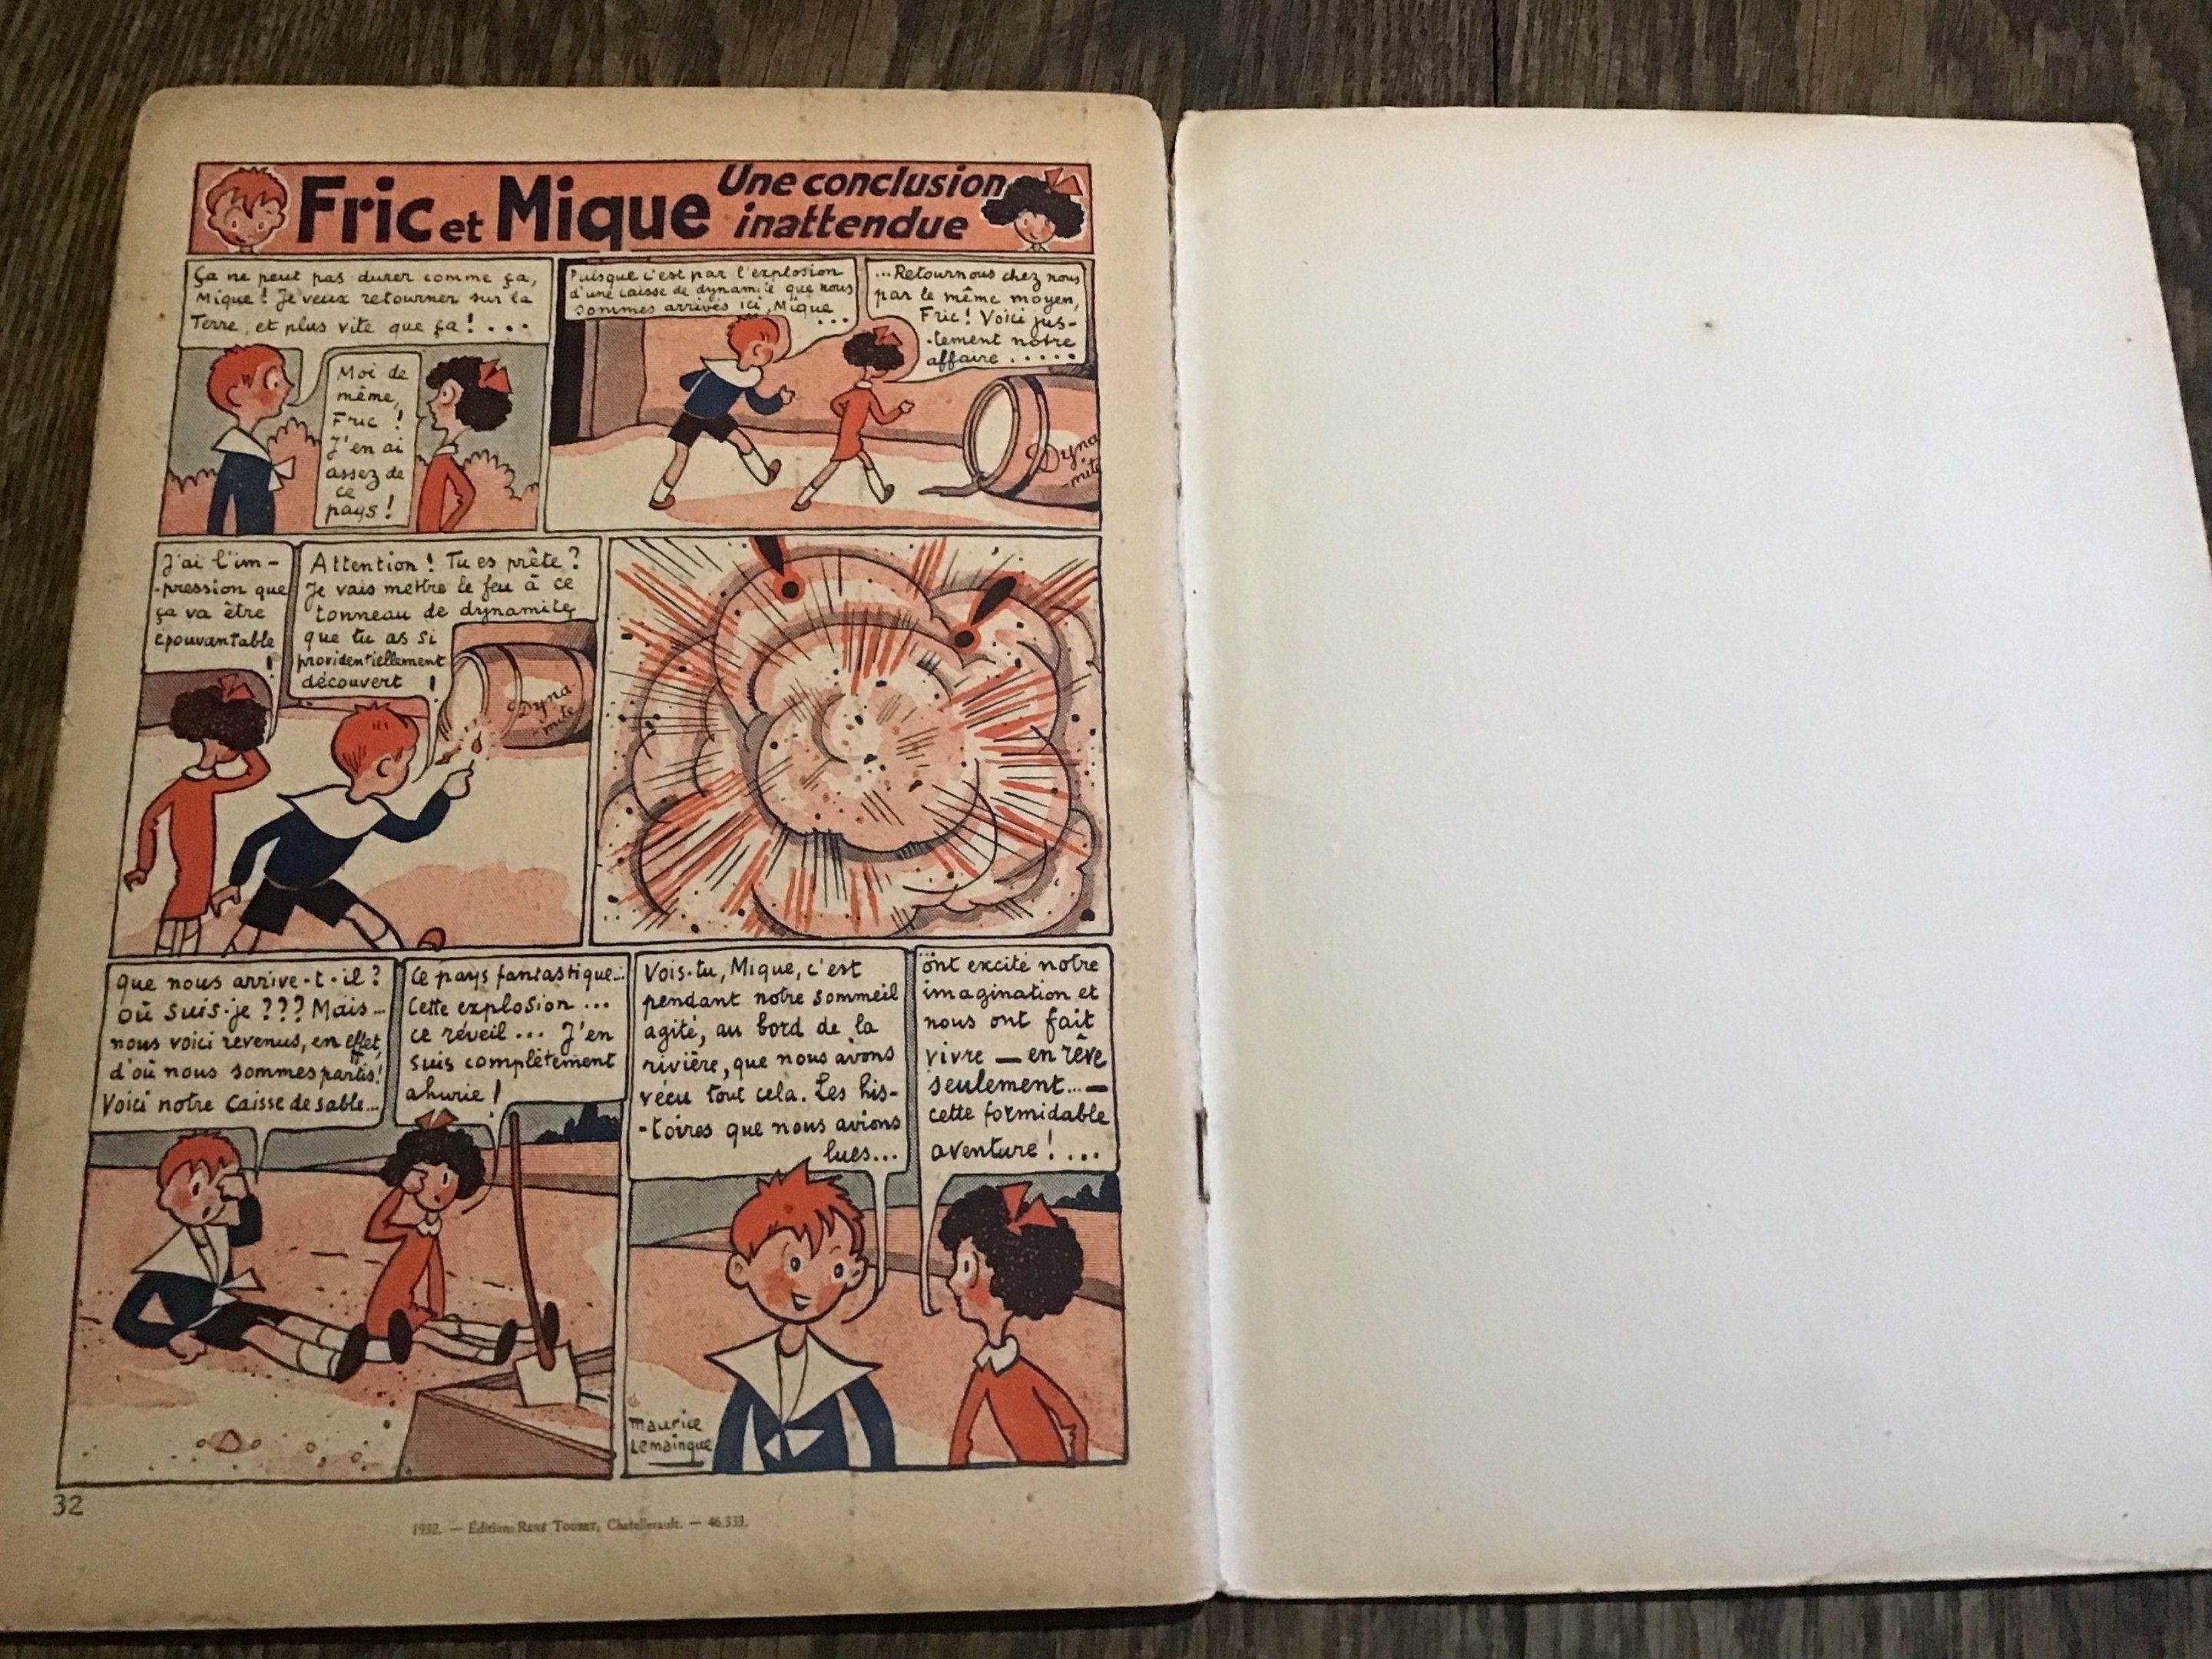 Fric et Mique
Une conclusion
inattendue
Ça ne peut pas durer comme ça,
Mique ! Je veux retourner sur la
Terre, et plus vite que ça ! ...
Moi de
même,
Fric !
J'en ai
assez de
ce
pays !
Puisque c'est par l'explosion
d'une caisse de dynamite que nous
sommes arrivés ici, Mique
...
...Retournous chez nous
par le même moyen,
Fric ! Voici jus-
-tement notre
affaire .....
Dyna
-mite
J'ai l'im-
-pression que
ça va être
épouvantable
!
Attention ! Tu es prête ?
Je vais mettre le feu à ce
tonneau de dynamite,
que tu as si
providentiellement
découvert !
Dyna-
mite
Que nous arrive-t-il ?
où suis-je ??? Mais...
nous voici revenus, en effet,
d'où nous sommes partis !
Voici notre caisse de sable...
Ce pays fantastique...
Cette explosion ...
ce réveil ... J'en
suis complètement
ahurie !
Vois-tu, Mique, c'est
pendant notre sommeil
agité, au bord de la
rivière, que nous avons
vécu tout cela. Les his-
-toires que nous avions
lues...
ont excité notre
imagination et
nous ont fait
vivre — en rêve
seulement...—
cette formidable
aventure ! ...
Maurice
Lemainque
32
— Éditions René Touret, Chatellerault. —